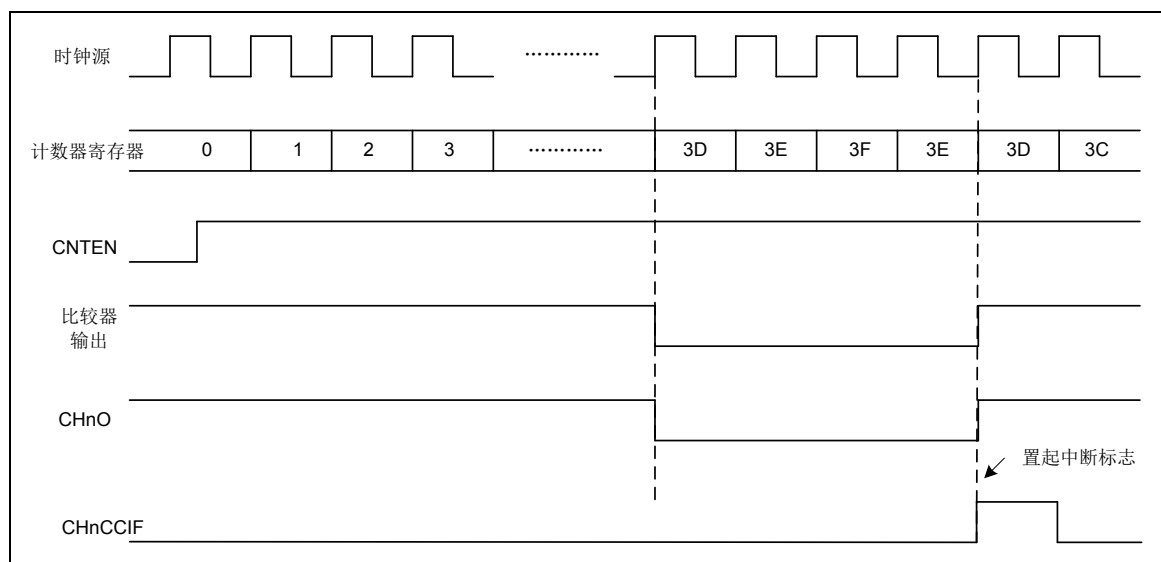 时钟源
…………
计数器寄存器 0 1 2 3 ………… 3D 3E 3F 3E 3D 3C
CNTEN
比较器
输出
CHnO
置起中断标志
CHnCCIF